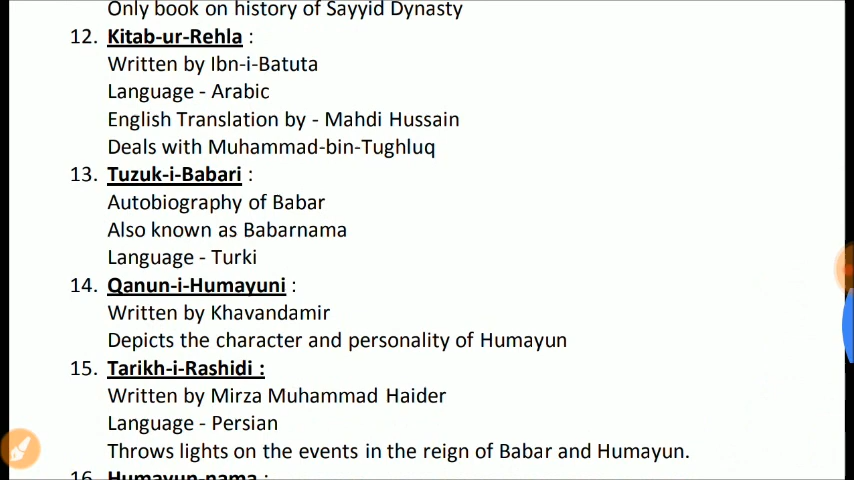 Only book on history of Sayyid Dynasty
12. Kitab-ur-Rehla :
Written by Ibn-i-Batuta
Language - Arabic
English Translation by - Mahdi Hussain
Deals with Muhammad-bin-Tughluq
13. Tuzuk-i-Babari :
Autobiography of Babar
Also known as Babarnama
Language - Turki
14. Qanun-i-Humayuni :
Written by Khavandamir
Depicts the character and personality of Humayun
15. Tarikh-i-Rashidi :
Written by Mirza Muhammad Haider
Language - Persian
Throws lights on the events in the reign of Babar and Humayun.
16. Humayun-nama :